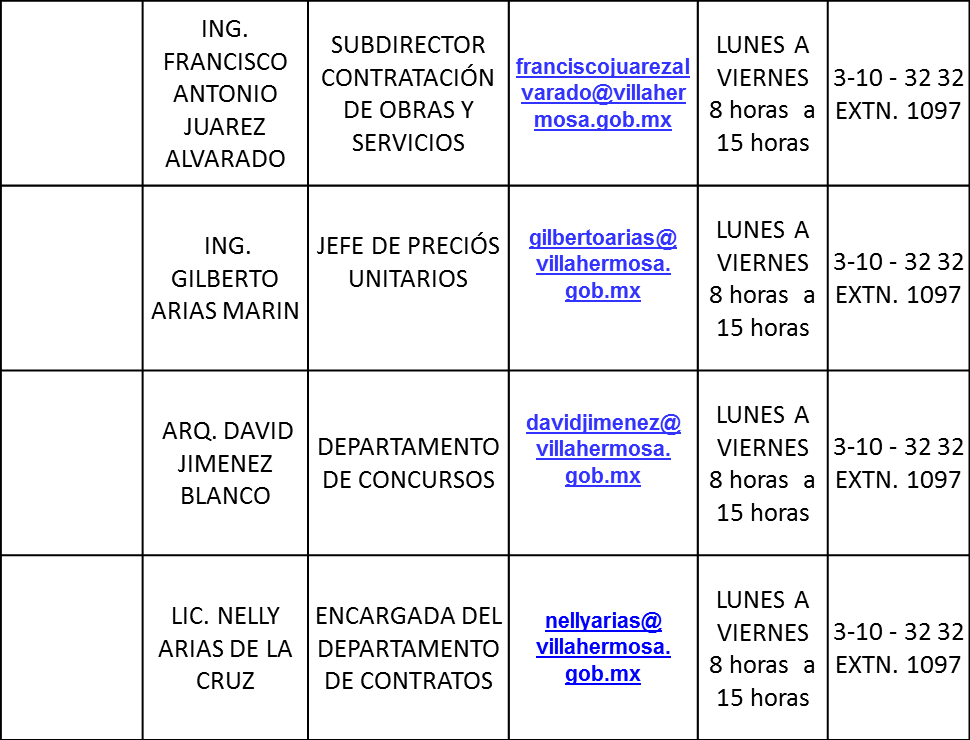 ING.
FRANCISCO
ANTONIO
JUAREZ
ALVARADO
SUBDIRECTOR
CONTRATACIÓN
DE OBRAS Y
SERVICIOS
franciscojuarezal
varado@villaher
mosa.gob.mx
LUNES A
VIERNES
8 horas a
15 horas
3-10 - 32 32
EXTN. 1097
ING.
GILBERTO
ARIAS MARIN
JEFE DE PRECIÓS
UNITARIOS
gilbertoarias@
villahermosa.
gob.mx
LUNES A
VIERNES
8 horas a
15 horas
3-10 - 32 32
EXTN. 1097
ARQ. DAVID
JIMENEZ
BLANCO
DEPARTAMENTO
DE CONCURSOS
davidjimenez@
villahermosa.
gob.mx
LUNES A
VIERNES
8 horas a
15 horas
3-10 - 32 32
EXTN. 1097
LIC. NELLY
ARIAS DE LA
CRUZ
ENCARGADA DEL
DEPARTAMENTO
DE CONTRATOS
nellyarias@
villahermosa.
gob.mx
LUNES A
VIERNES
8 horas a
15 horas
3-10 - 32 32
EXTN. 1097